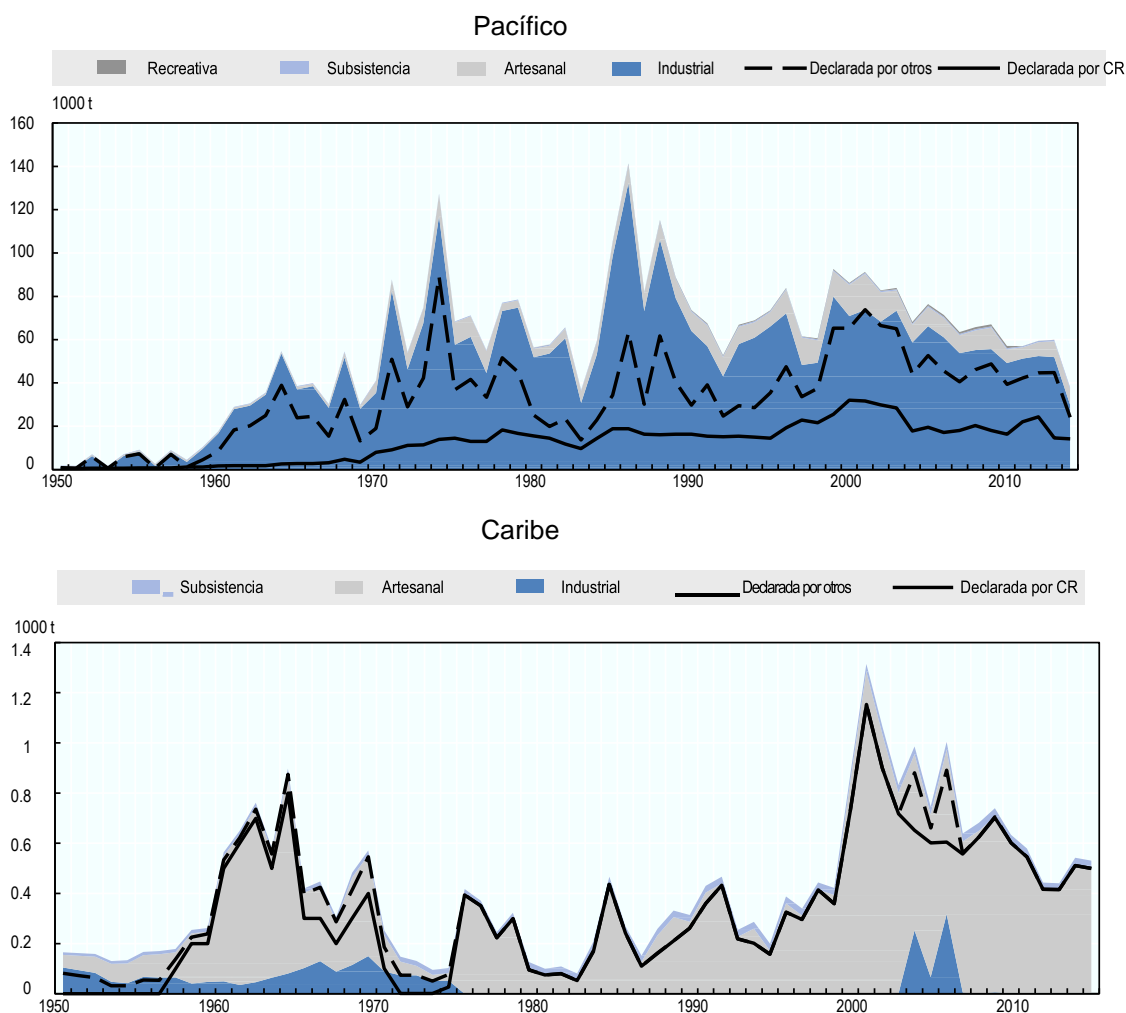 Pacífico
Recreativa Subsistencia Artesanal Industrial Declarada por otros Declarada por CR
1000 t
160
140
120
100
80
60
40
20
0
1950 1960 1970 1980 1990 2000 2010
Caribe
Subsistencia Artesanal Industrial Declarada por otros Declarada por CR
1000 t
1.4
1.2
1
0.8
0.6
0.4
0.2
0
1950 1960 1970 1980 1990 2000 2010